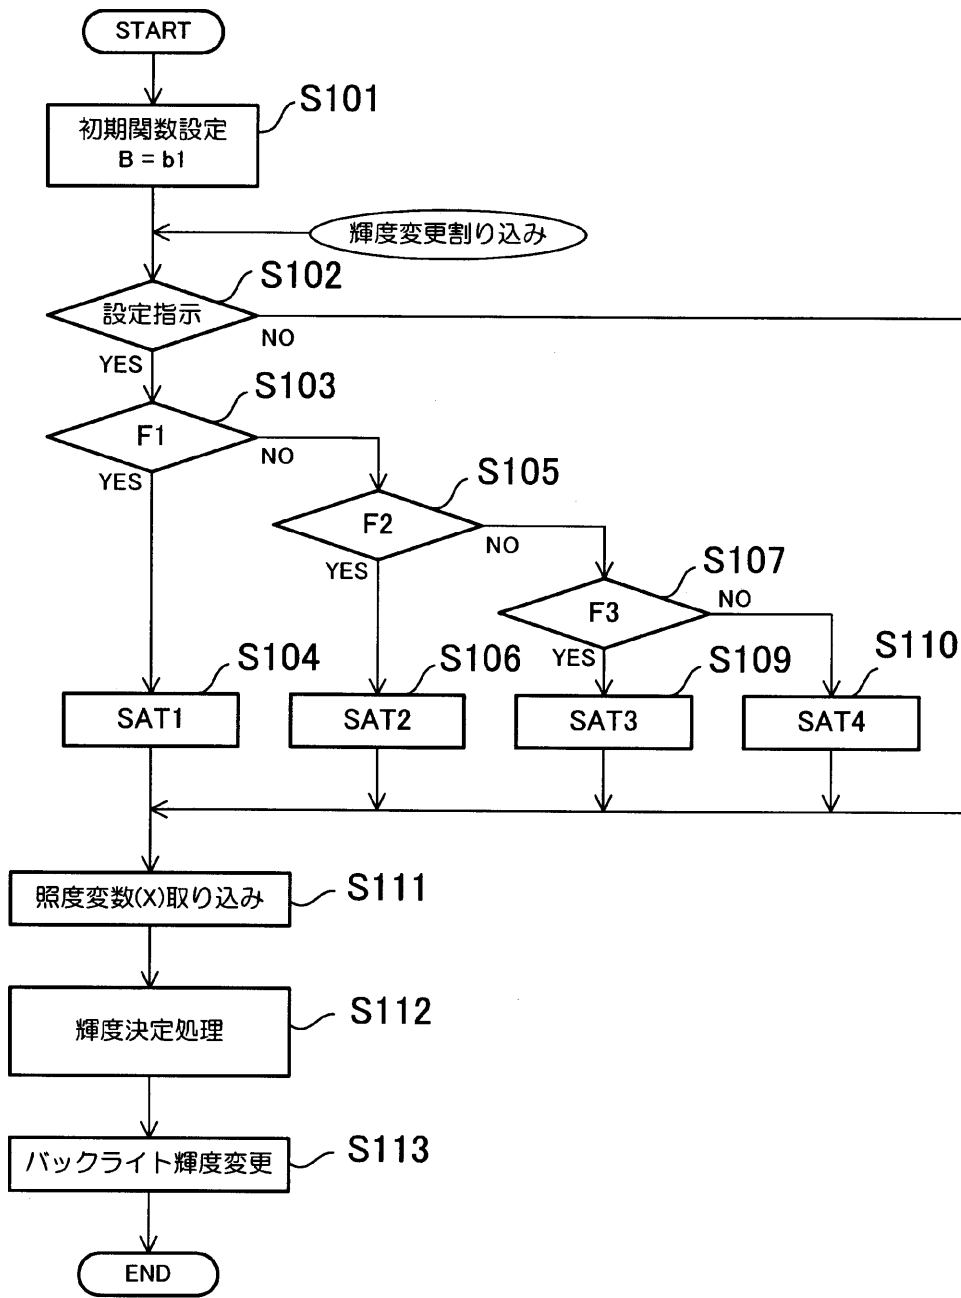 START
S101
初期関数設定
B = b1
輝度変更割り込み
S102
設定指示
NO
YES
S103
F1
NO
YES
S105
F2
NO
YES
S107
F3
NO
YES
S104
SAT1
S106
SAT2
S109
SAT3
S110
SAT4
S111
照度変数(X)取り込み
S112
輝度決定処理
S113
バックライト輝度変更
END